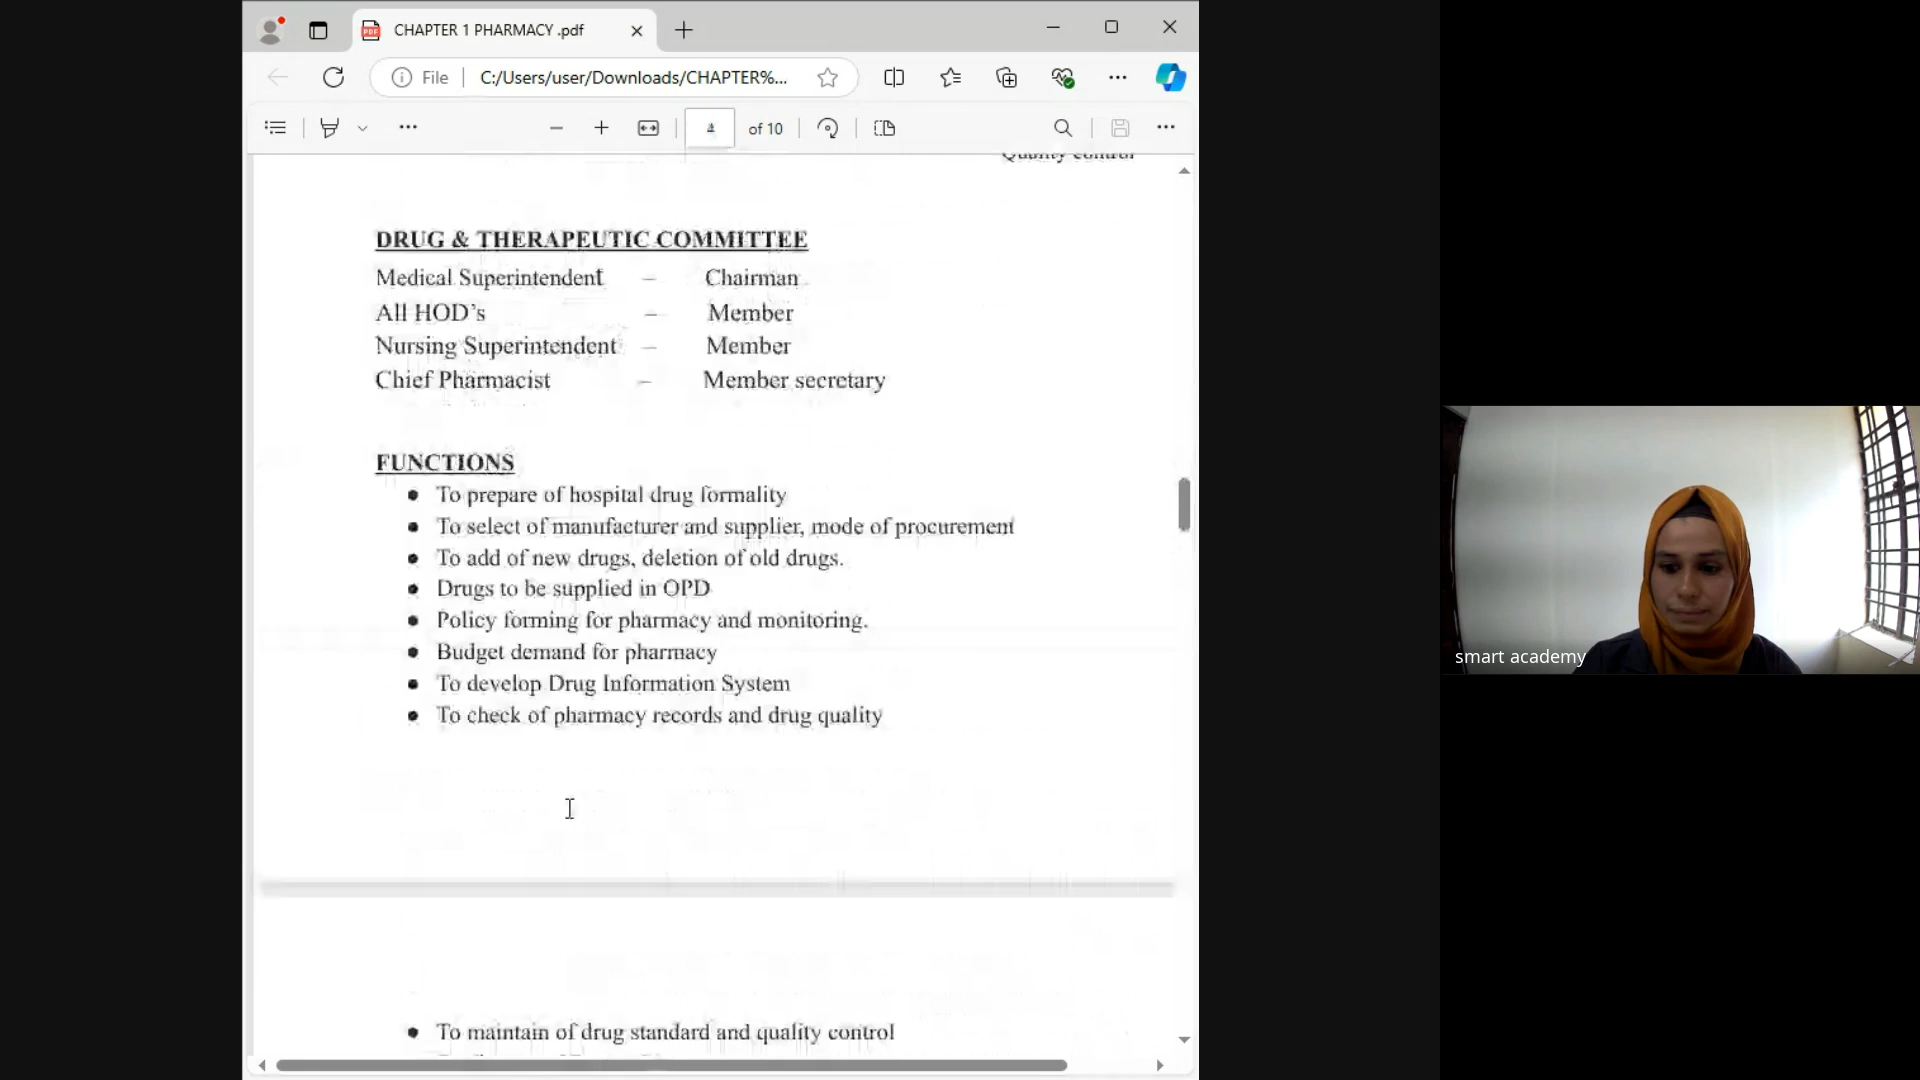 CHAPTER 1 PHARMACY .pdf
File
C:/Users/user/Downloads/CHAPTER%...
4 of 10
Quality control
DRUG & THERAPEUTIC COMMITTEE
Medical Superintendent – Chairman
All HOD's – Member
Nursing Superintendent – Member
Chief Pharmacist – Member secretary
FUNCTIONS
• To prepare of hospital drug formality
• To select of manufacturer and supplier, mode of procurement
• To add of new drugs, deletion of old drugs.
• Drugs to be supplied in OPD
• Policy forming for pharmacy and monitoring.
• Budget demand for pharmacy
• To develop Drug Information System
• To check of pharmacy records and drug quality
• To maintain of drug standard and quality control
smart academy